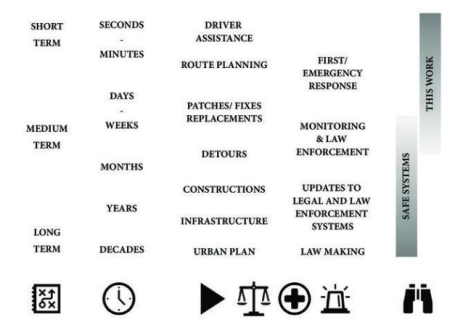 SHORT
TERM
SECONDS
-
MINUTES
DRIVER
ASSISTANCE
ROUTE PLANNING
FIRST/
EMERGENCY
RESPONSE
DAYS
-
WEEKS
MEDIUM
TERM
PATCHES/ FIXES
REPLACEMENTS
MONITORING
& LAW
ENFORCEMENT
DETOURS
MONTHS
CONSTRUCTIONS
UPDATES TO
LEGAL AND LAW
ENFORCEMENT
SYSTEMS
YEARS
INFRASTRUCTURE
LONG
TERM
DECADES
URBAN PLAN
LAW MAKING
THIS WORK
SAFE SYSTEMS